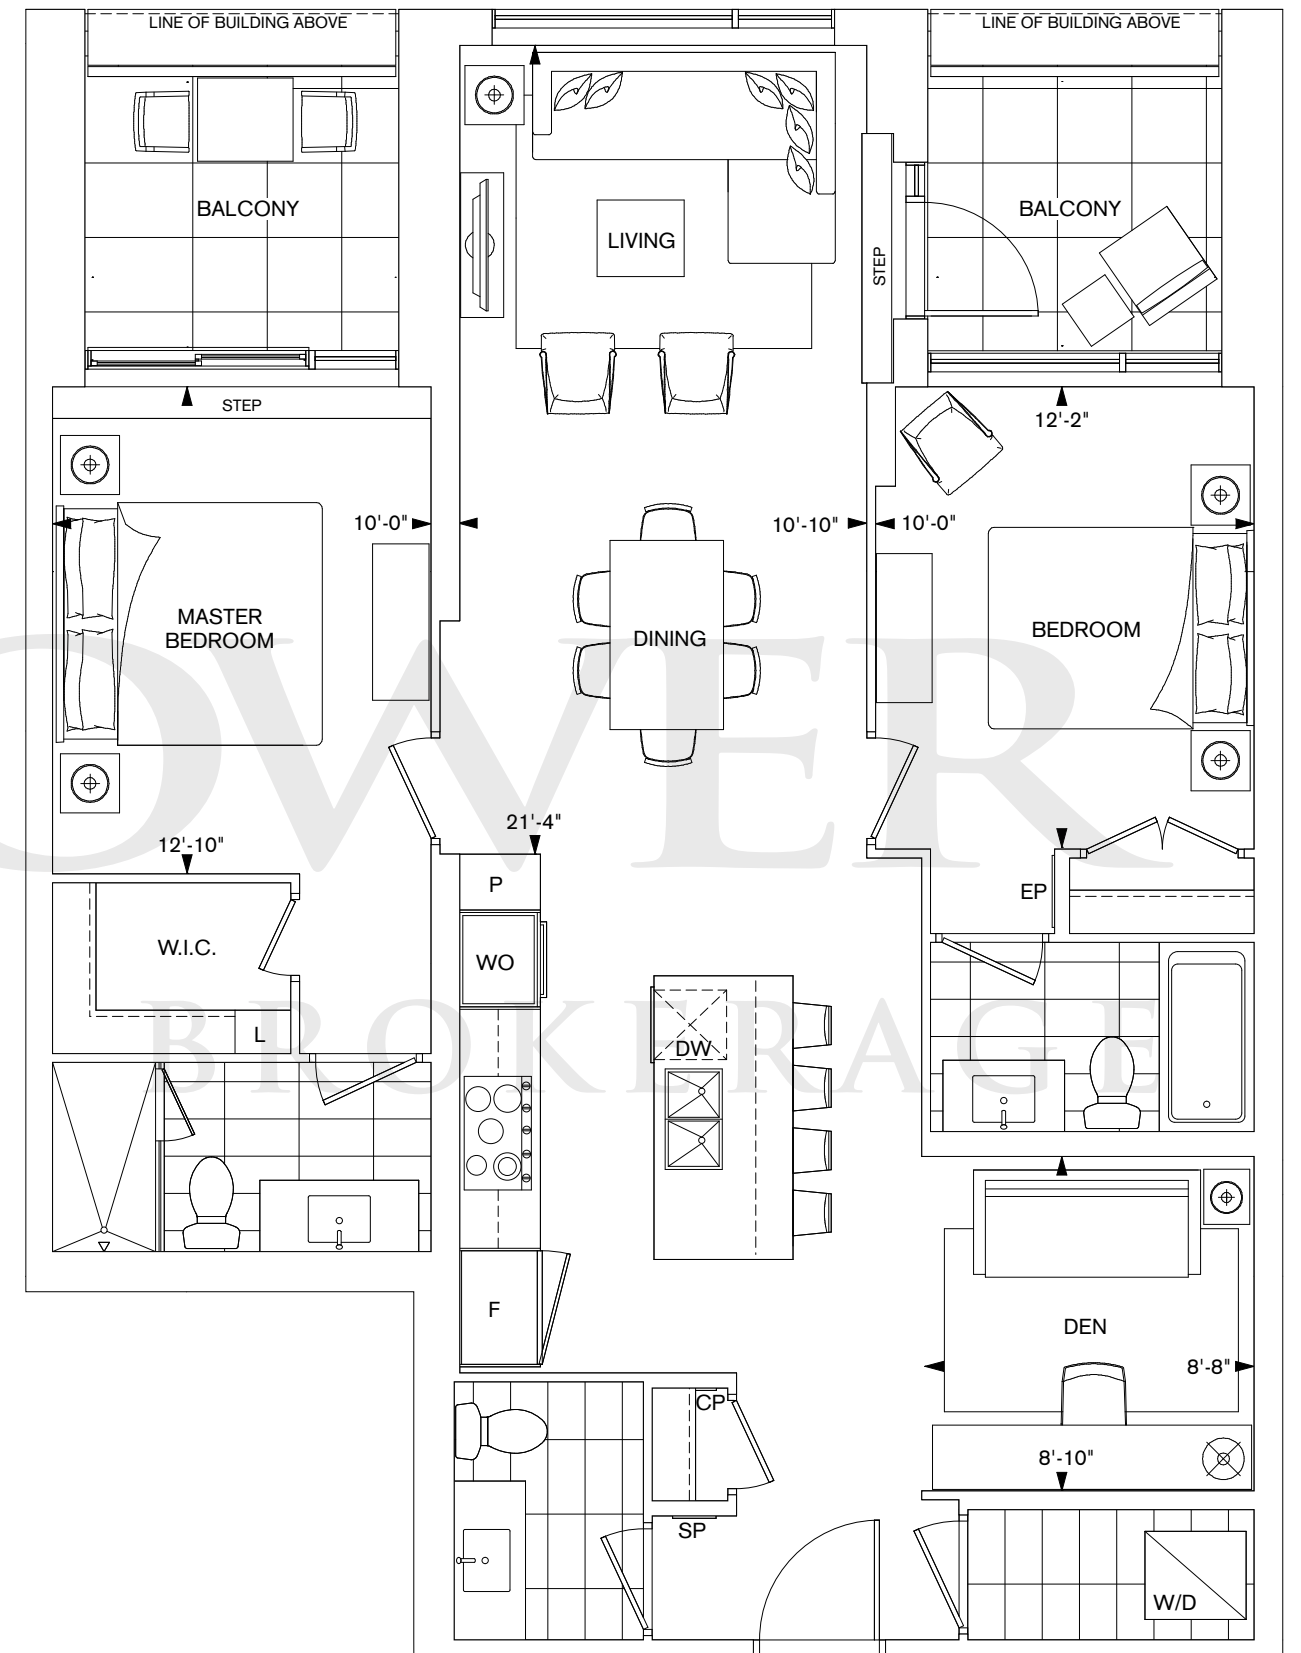 LINE OF BUILDING ABOVE
LINE OF BUILDING ABOVE
BALCONY
BALCONY
LIVING
STEP
STEP
12'-2"
10'-0"
10'-10"
10'-0"
MASTER
BEDROOM
DINING
BEDROOM
OWER
21'-4"
12'-10"
P
EP
W.I.C.
WO
BROKERAGE
L
DW
F
DEN
8'-8"
CP
8'-10"
SP
W/D